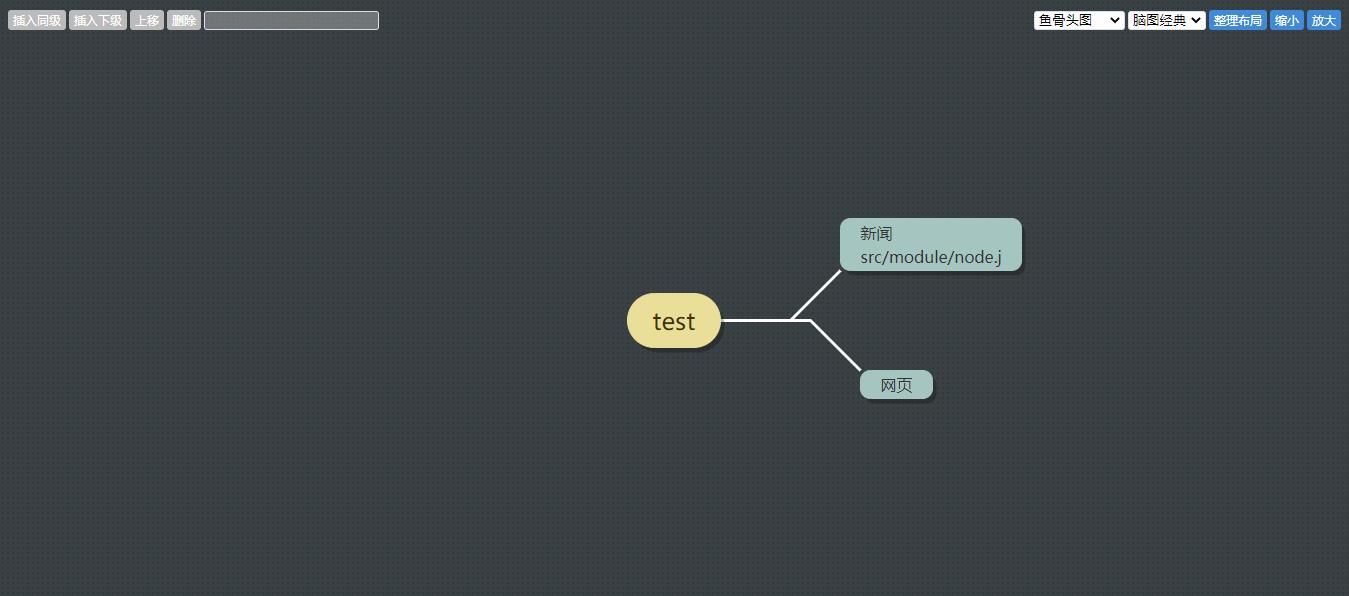 插入同级 插入下级 上移 删除 鱼骨头图 脑图经典 整理布局 缩小 放大
新闻
src/module/node.j
test
网页